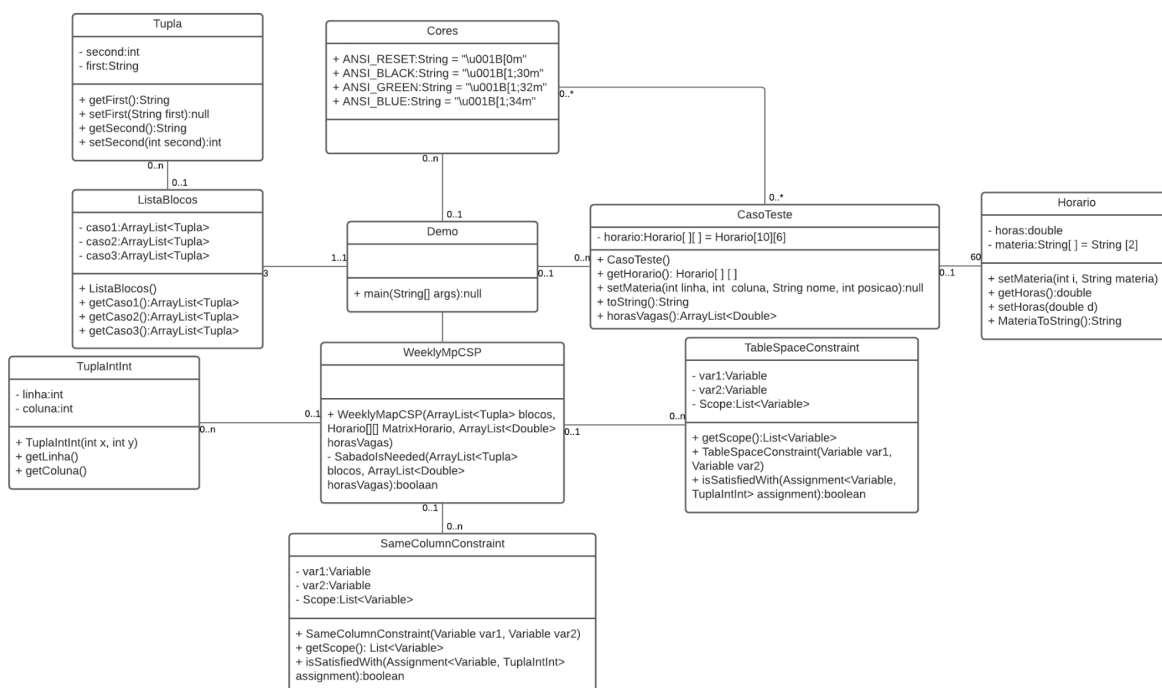 Tupla
- second:int
- first:String
+ getFirst():String
+ setFirst(String first):null
+ getSecond():String
+ setSecond(int second):int
0..n
0..1
Cores
+ ANSI_RESET:String = "\u001B[0m"
+ ANSI_BLACK:String = "\u001B[1;30m"
+ ANSI_GREEN:String = "\u001B[1;32m"
+ ANSI_BLUE:String = "\u001B[1;34m"
0..*
0..n
0..1
0..*
ListaBlocos
- caso1:ArrayList<Tupla>
- caso2:ArrayList<Tupla>
- caso3:ArrayList<Tupla>
+ ListaBlocos()
+ getCaso1():ArrayList<Tupla>
+ getCaso2():ArrayList<Tupla>
+ getCaso3():ArrayList<Tupla>
3
1..1
Demo
+ main(String[] args):null
0..1
0..n
CasoTeste
- horario:Horario[ ][ ] = Horario[10][6]
+ CasoTeste()
+ getHorario(): Horario[ ] [ ]
+ setMateria(int linha, int coluna, String nome, int posicao):null
+ toString():String
+ horasVagas():ArrayList<Double>
0..1
60
Horario
- horas:double
- materia:String[ ] = String [2]
+ setMateria(int i, String materia)
+ getHoras():double
+ setHoras(double d)
+ MateriaToString():String
TuplaIntInt
- linha:int
- coluna:int
+ TuplaIntInt(int x, int y)
+ getLinha()
+ getColuna()
0..n
0..1
WeeklyMpCSP
+ WeeklyMapCSP(ArrayList<Tupla> blocos,
Horario[][] MatrixHorario, ArrayList<Double>
horasVagas)
- SabadoIsNeeded(ArrayList<Tupla>
blocos, ArrayList<Double>
horasVagas):boolaan
0..1
0..n
TableSpaceConstraint
- var1:Variable
- var2:Variable
- Scope:List<Variable>
+ getScope():List<Variable>
+ TableSpaceConstraint(Variable var1,
Variable var2)
+ isSatisfiedWith(Assignment<Variable,
TuplaIntInt> assignment):boolean
0..1
0..n
SameColumnConstraint
- var1:Variable
- var2:Variable
- Scope:List<Variable>
+ SameColumnConstraint(Variable var1, Variable var2)
+ getScope(): List<Variable>
+ isSatisfiedWith(Assignment<Variable, TuplaIntInt>
assignment):boolean